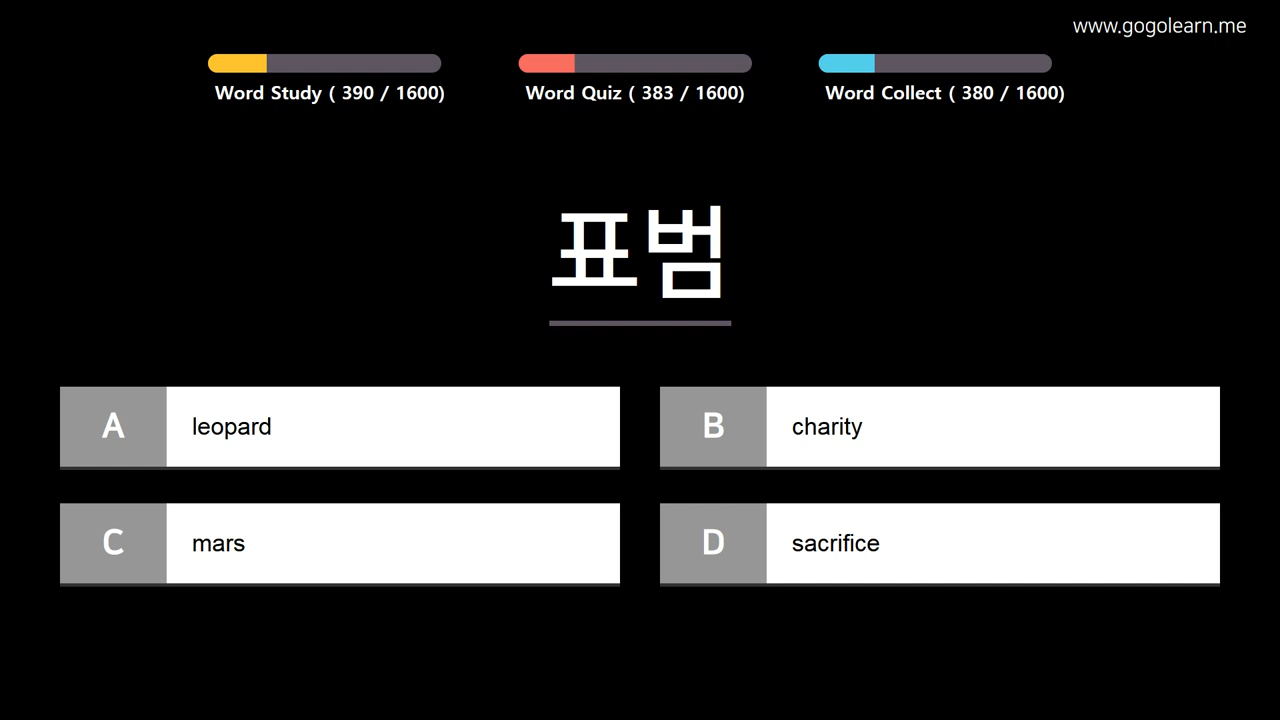 www.gogolearn.me
Word Study ( 390 / 1600)
Word Quiz ( 383 / 1600)
Word Collect ( 380 / 1600)
표범
A leopard
B charity
C mars
D sacrifice